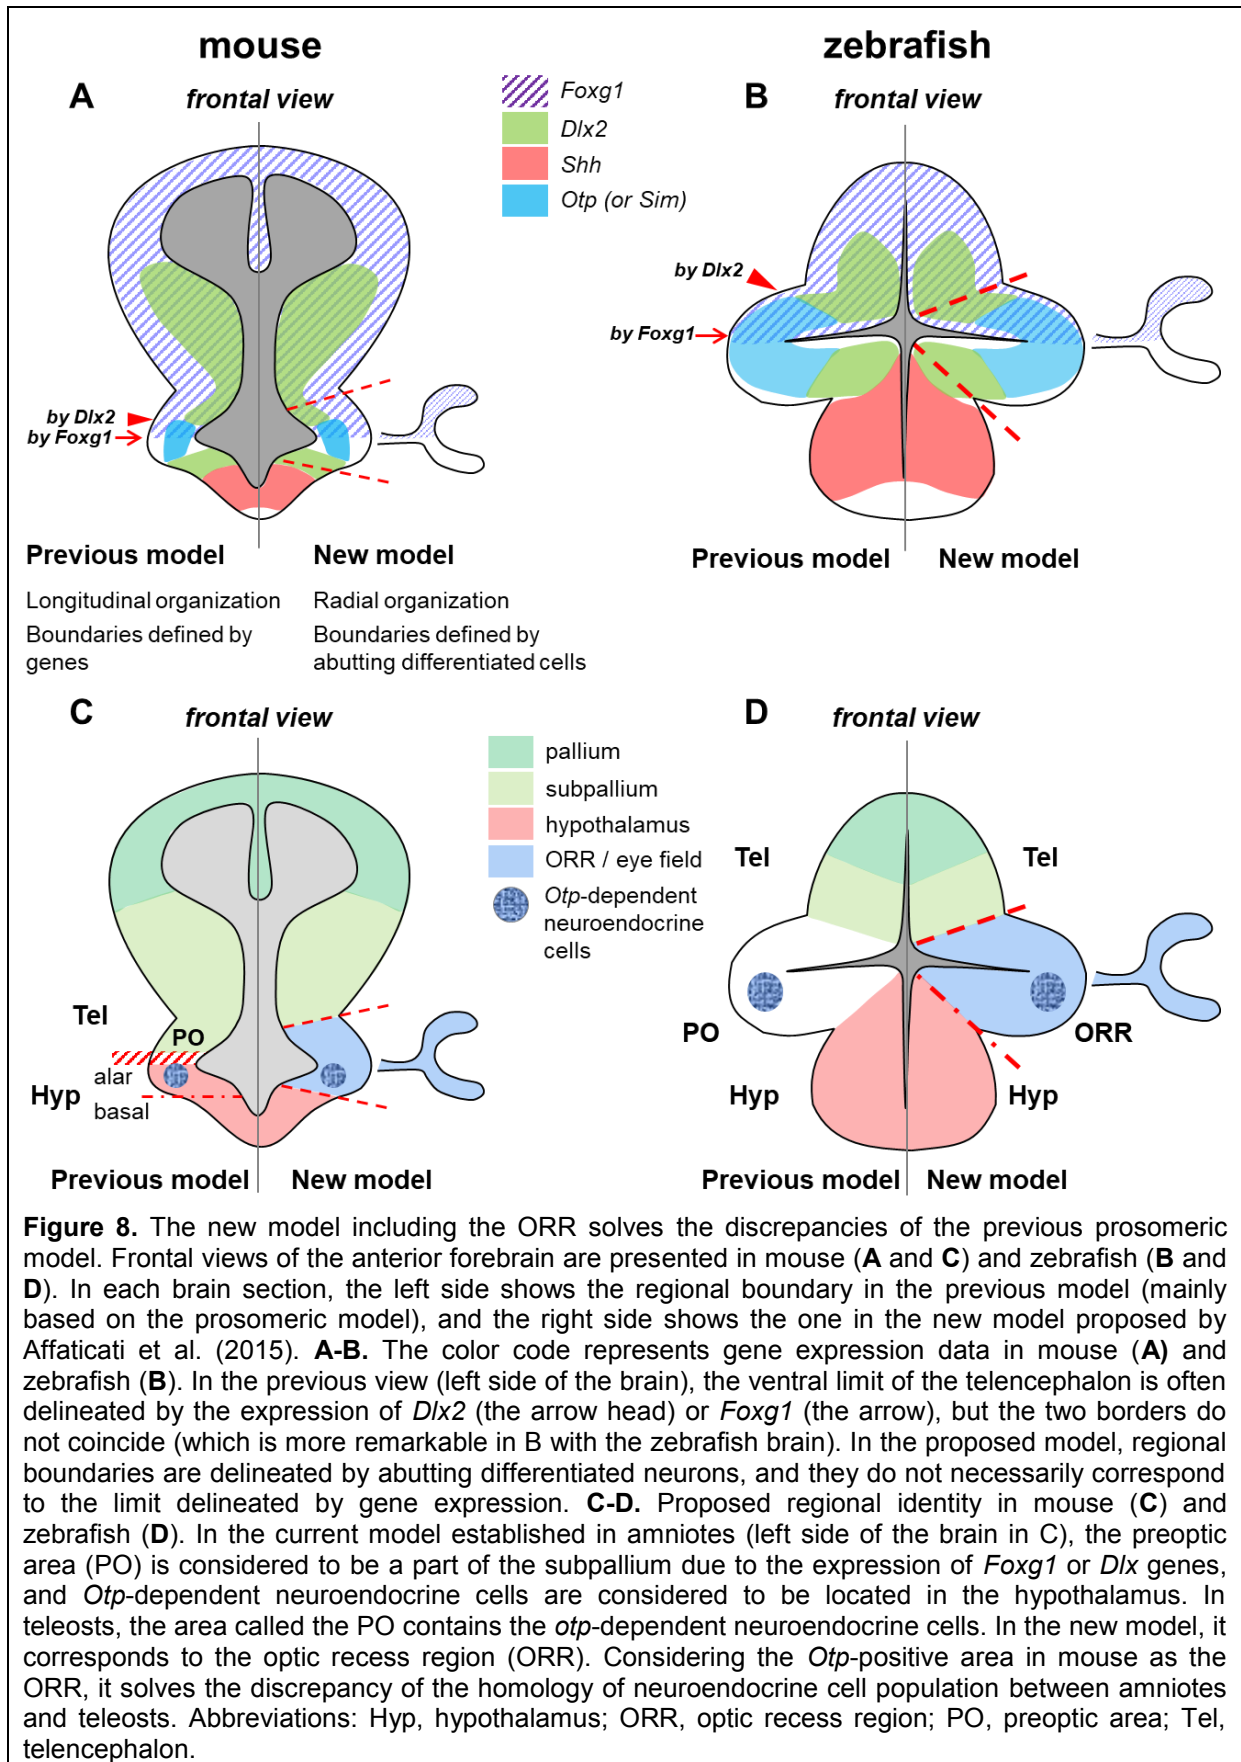 mouse
zebrafish
A
frontal view
Foxg1
Dlx2
Shh
Otp (or Sim)
B
frontal view
by Dlx2
by Foxg1
by Dlx2
by Foxg1
Previous model
New model
Longitudinal organization
Boundaries defined by
genes
Radial organization
Boundaries defined by
abutting differentiated cells
Previous model
New model
C
frontal view
pallium
subpallium
hypothalamus
ORR / eye field
Otp-dependent
neuroendocrine
cells
D
frontal view
Tel
PO
alar
Hyp
basal
Previous model
New model
Tel
Tel
PO
ORR
Hyp
Hyp
Previous model
New model
Figure 8. The new model including the ORR solves the discrepancies of the previous prosomeric
model. Frontal views of the anterior forebrain are presented in mouse (A and C) and zebrafish (B and
D). In each brain section, the left side shows the regional boundary in the previous model (mainly
based on the prosomeric model), and the right side shows the one in the new model proposed by
Affaticati et al. (2015). A-B. The color code represents gene expression data in mouse (A) and
zebrafish (B). In the previous view (left side of the brain), the ventral limit of the telencephalon is often
delineated by the expression of Dlx2 (the arrow head) or Foxg1 (the arrow), but the two borders do
not coincide (which is more remarkable in B with the zebrafish brain). In the proposed model, regional
boundaries are delineated by abutting differentiated neurons, and they do not necessarily correspond
to the limit delineated by gene expression. C-D. Proposed regional identity in mouse (C) and
zebrafish (D). In the current model established in amniotes (left side of the brain in C), the preoptic
area (PO) is considered to be a part of the subpallium due to the expression of Foxg1 or Dlx genes,
and Otp-dependent neuroendocrine cells are considered to be located in the hypothalamus. In
teleosts, the area called the PO contains the otp-dependent neuroendocrine cells. In the new model, it
corresponds to the optic recess region (ORR). Considering the Otp-positive area in mouse as the
ORR, it solves the discrepancy of the homology of neuroendocrine cell population between amniotes
and teleosts. Abbreviations: Hyp, hypothalamus; ORR, optic recess region; PO, preoptic area; Tel,
telencephalon.